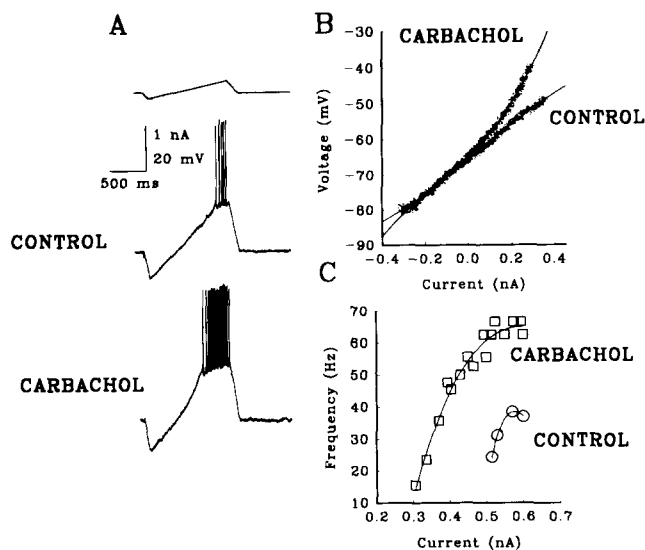 A
1 nA
20 mV
500 ms
CONTROL
CARBACHOL
B
CARBACHOL
CONTROL
Voltage (mV)
-30
-40
-50
-60
-70
-80
-90
-0.4 -0.2 0.0 0.2 0.4
Current (nA)
C
CARBACHOL
CONTROL
Frequency (Hz)
70
60
50
40
30
20
10
0.2 0.3 0.4 0.5 0.6 0.7
Current (nA)